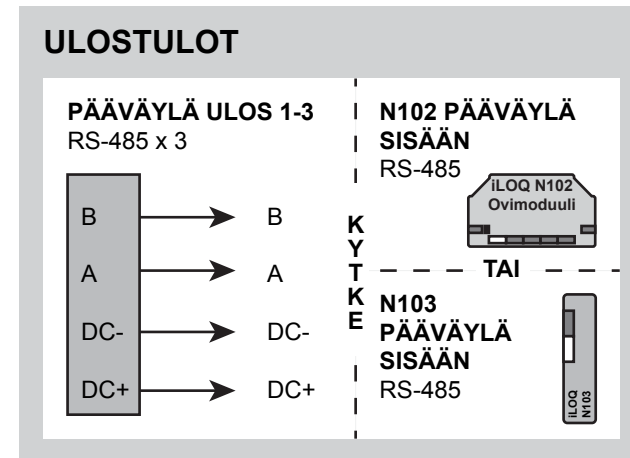 ULOSTULOT
PÄÄVÄYLÄ ULOS 1-3
RS-485 x 3
B B
A A
DC- DC-
DC+ DC+
KYTKE
N102 PÄÄVÄYLÄ
SISÄÄN
RS-485
iLOQ N102
Ovimoduuli
TAI
N103
PÄÄVÄYLÄ
SISÄÄN
RS-485
iLOQ
N103